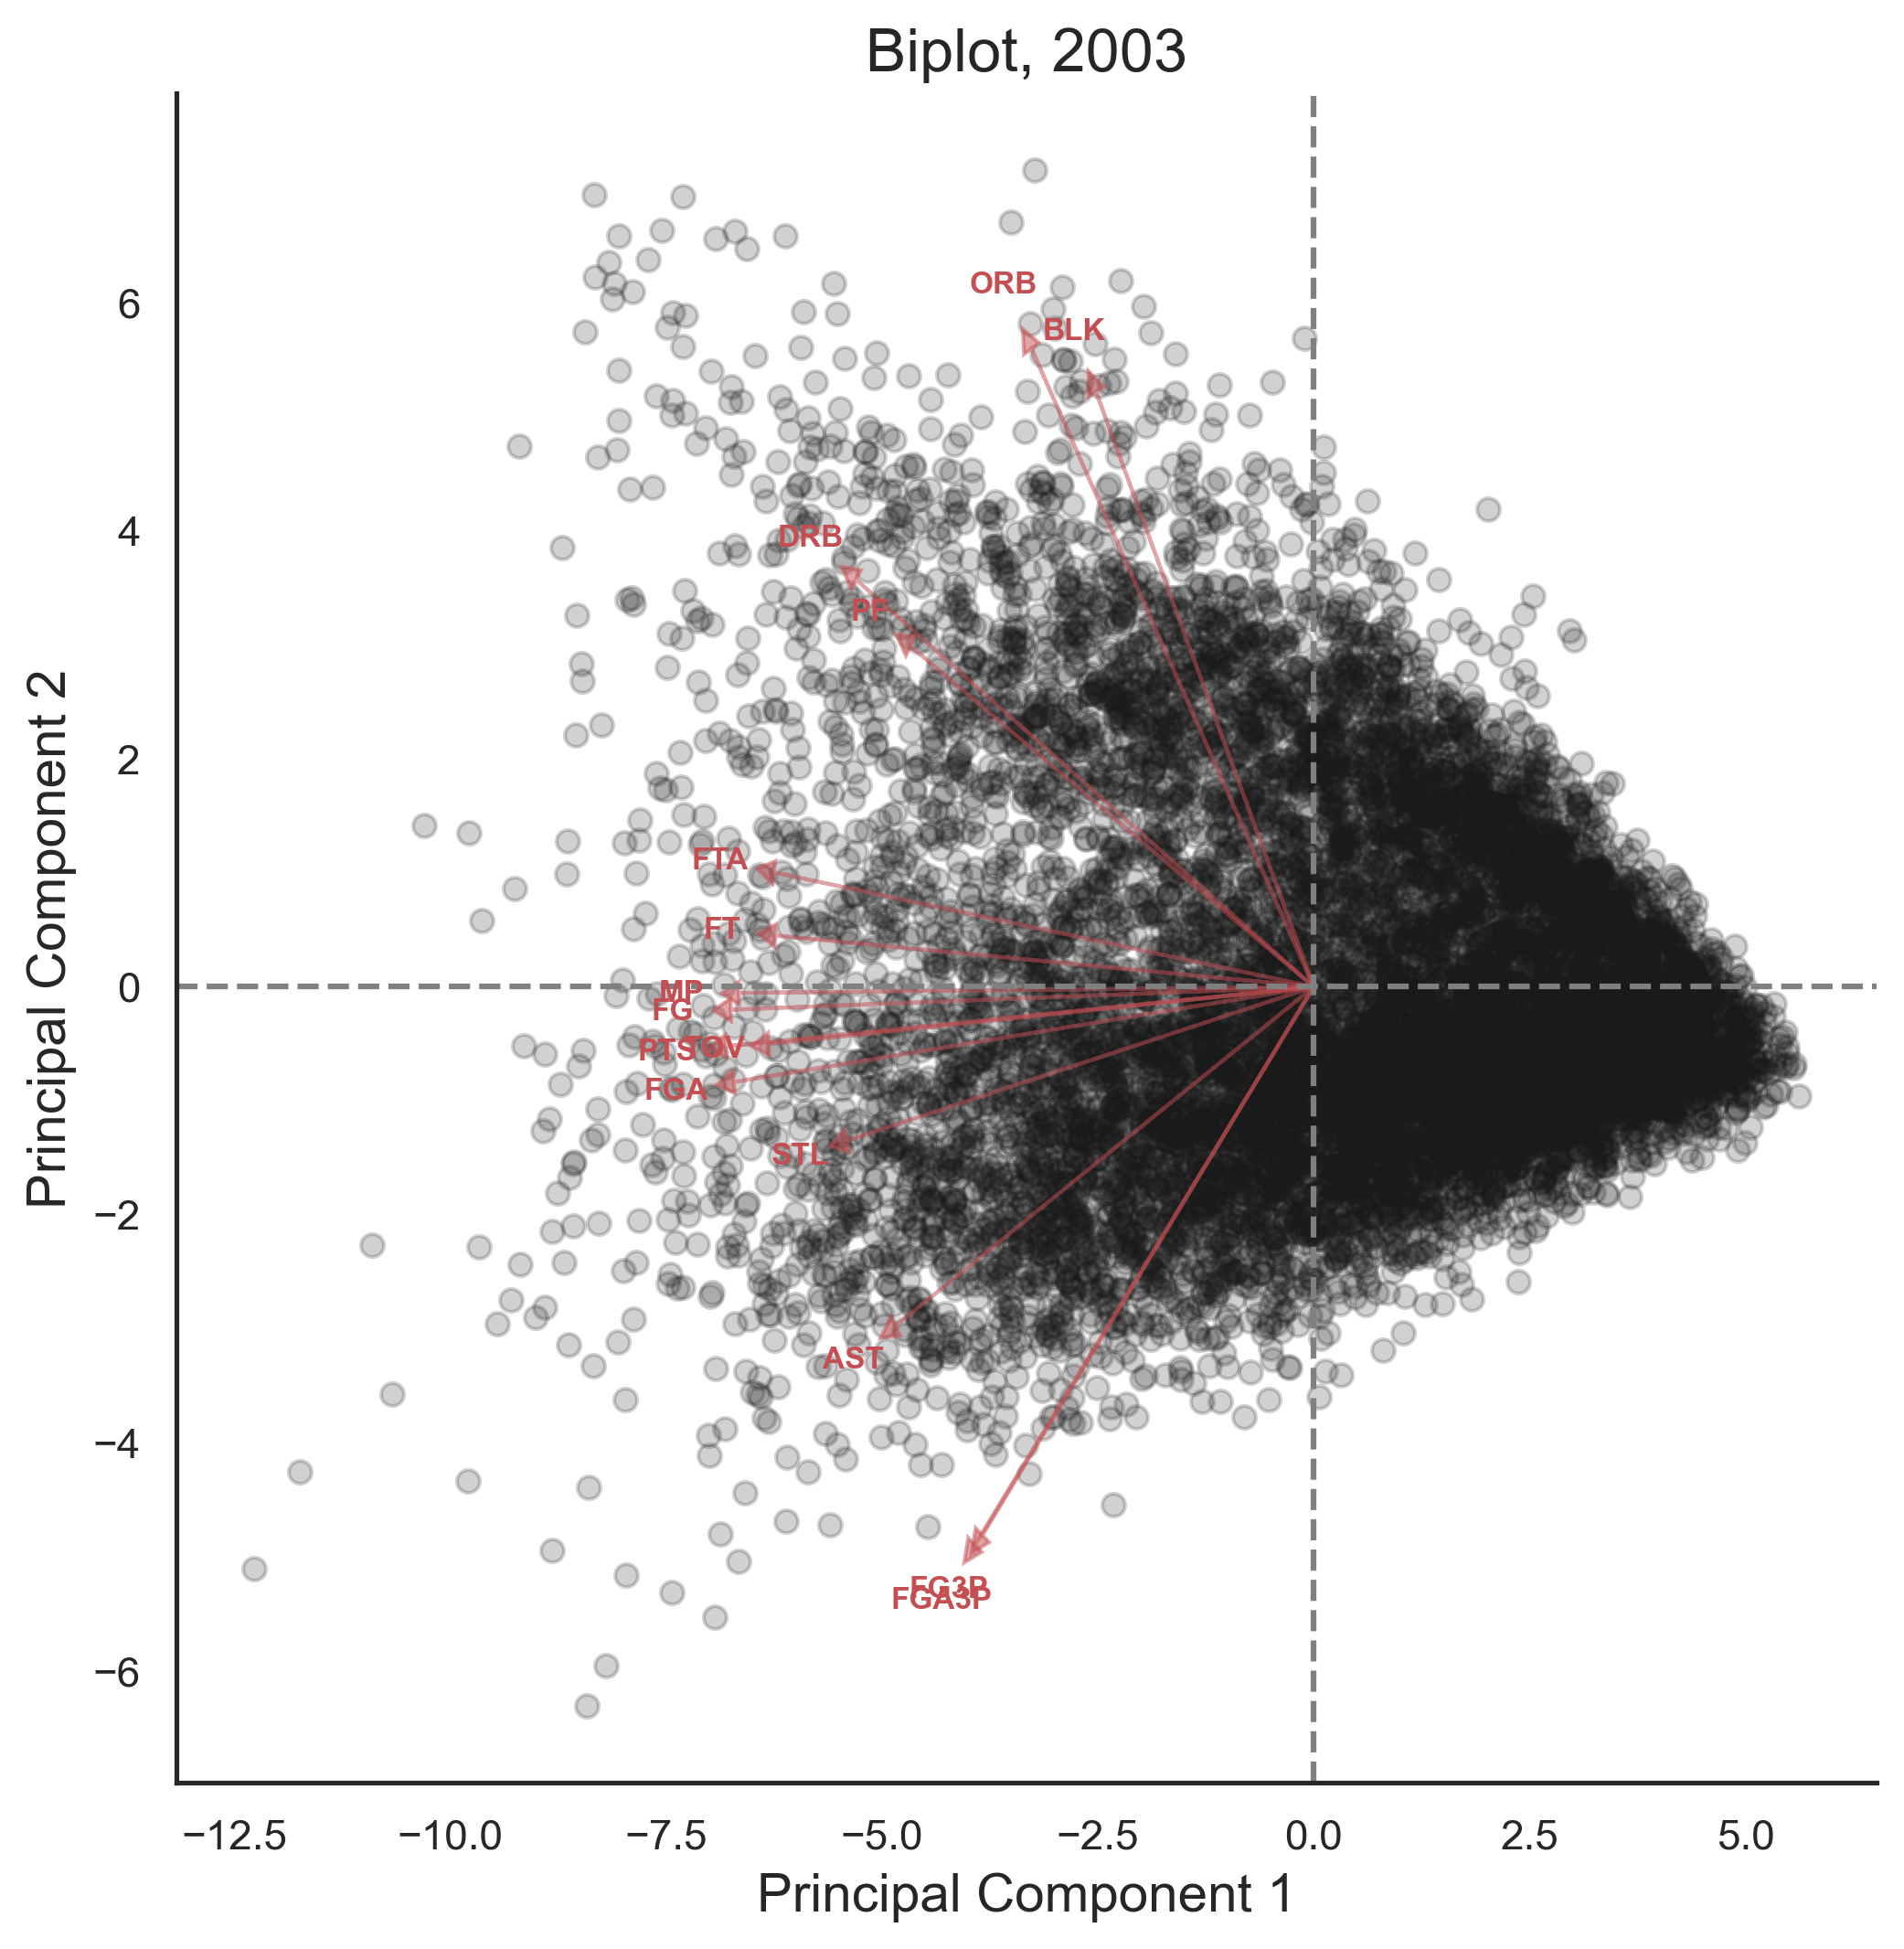 Biplot, 2003
Principal Component 2
6
4
2
0
−2
−4
−6
ORB
BLK
DRB
PF
FTA
FT
MP
FG
PTS
TOV
FGA
STL
AST
FG3P
FGA3P
−12.5 −10.0 −7.5 −5.0 −2.5 0.0 2.5 5.0
Principal Component 1